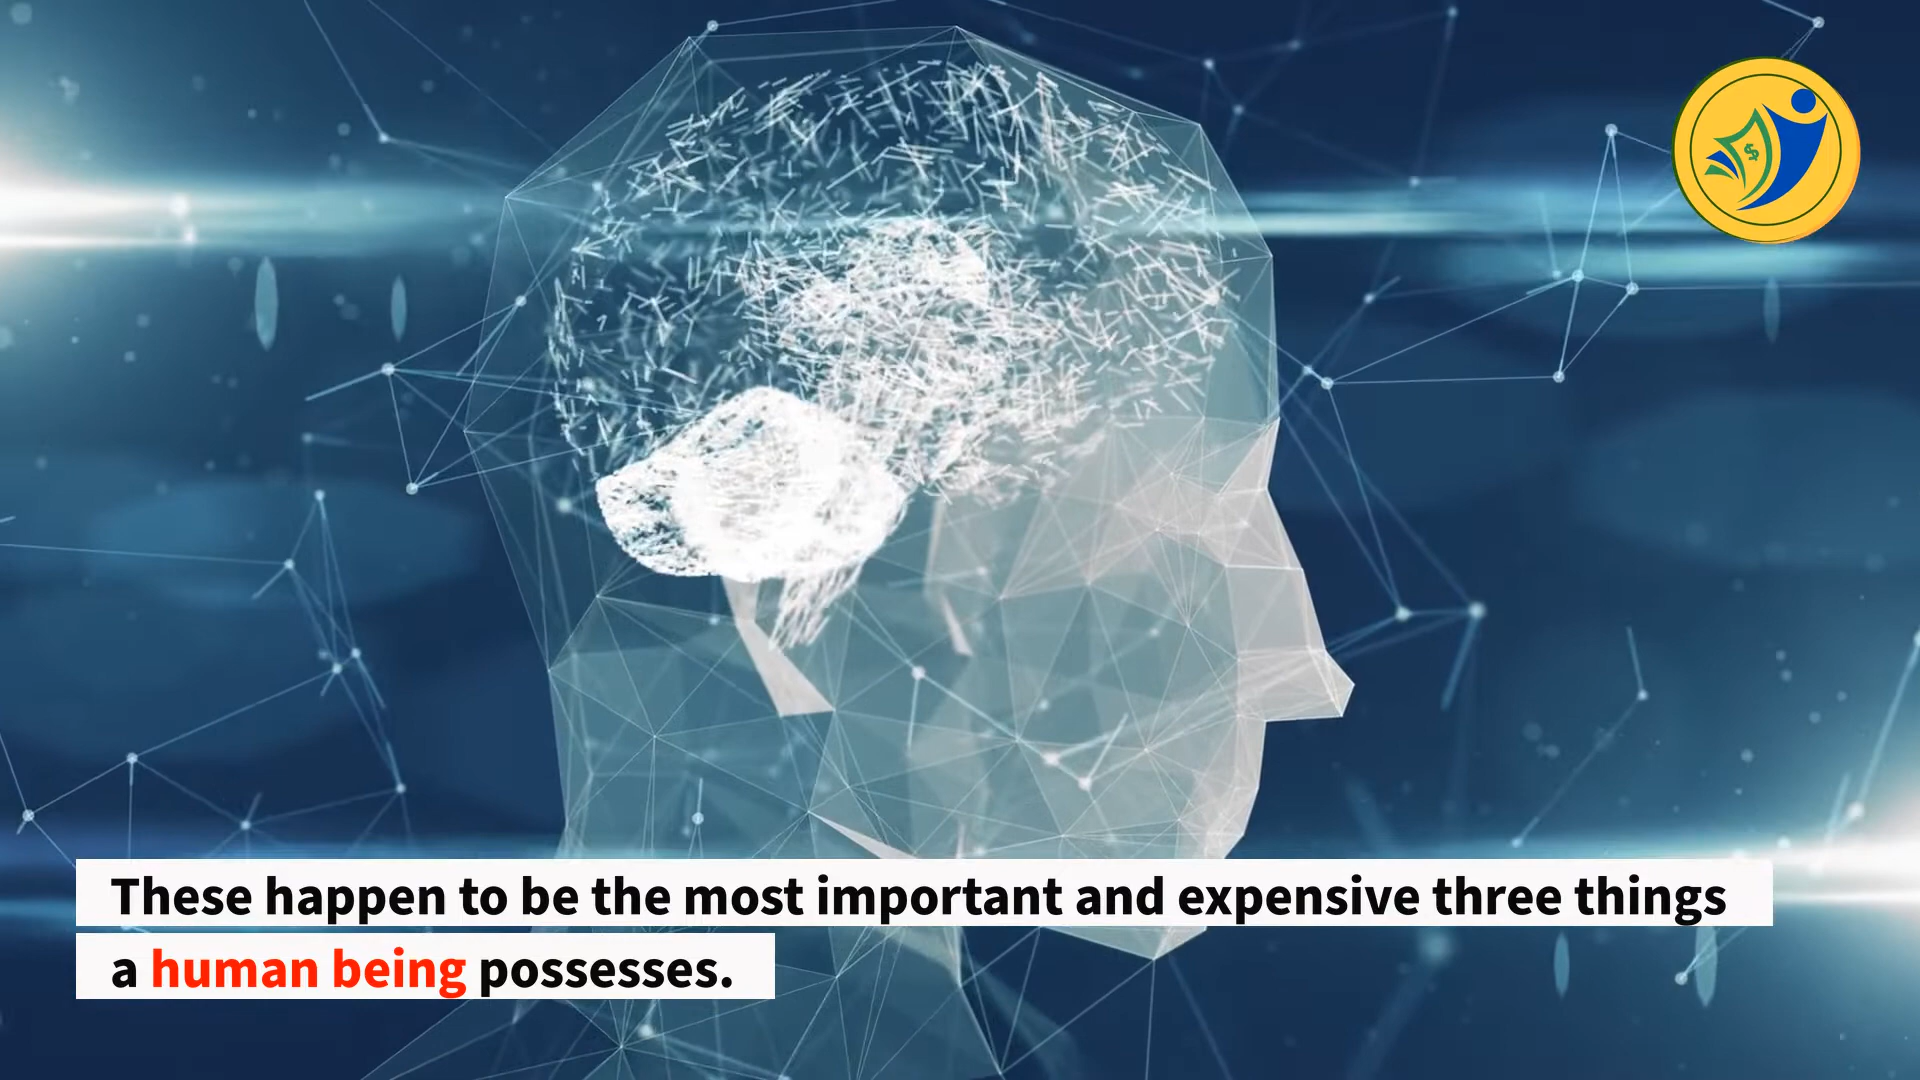 $
These happen to be the most important and expensive three things
a human being possesses.